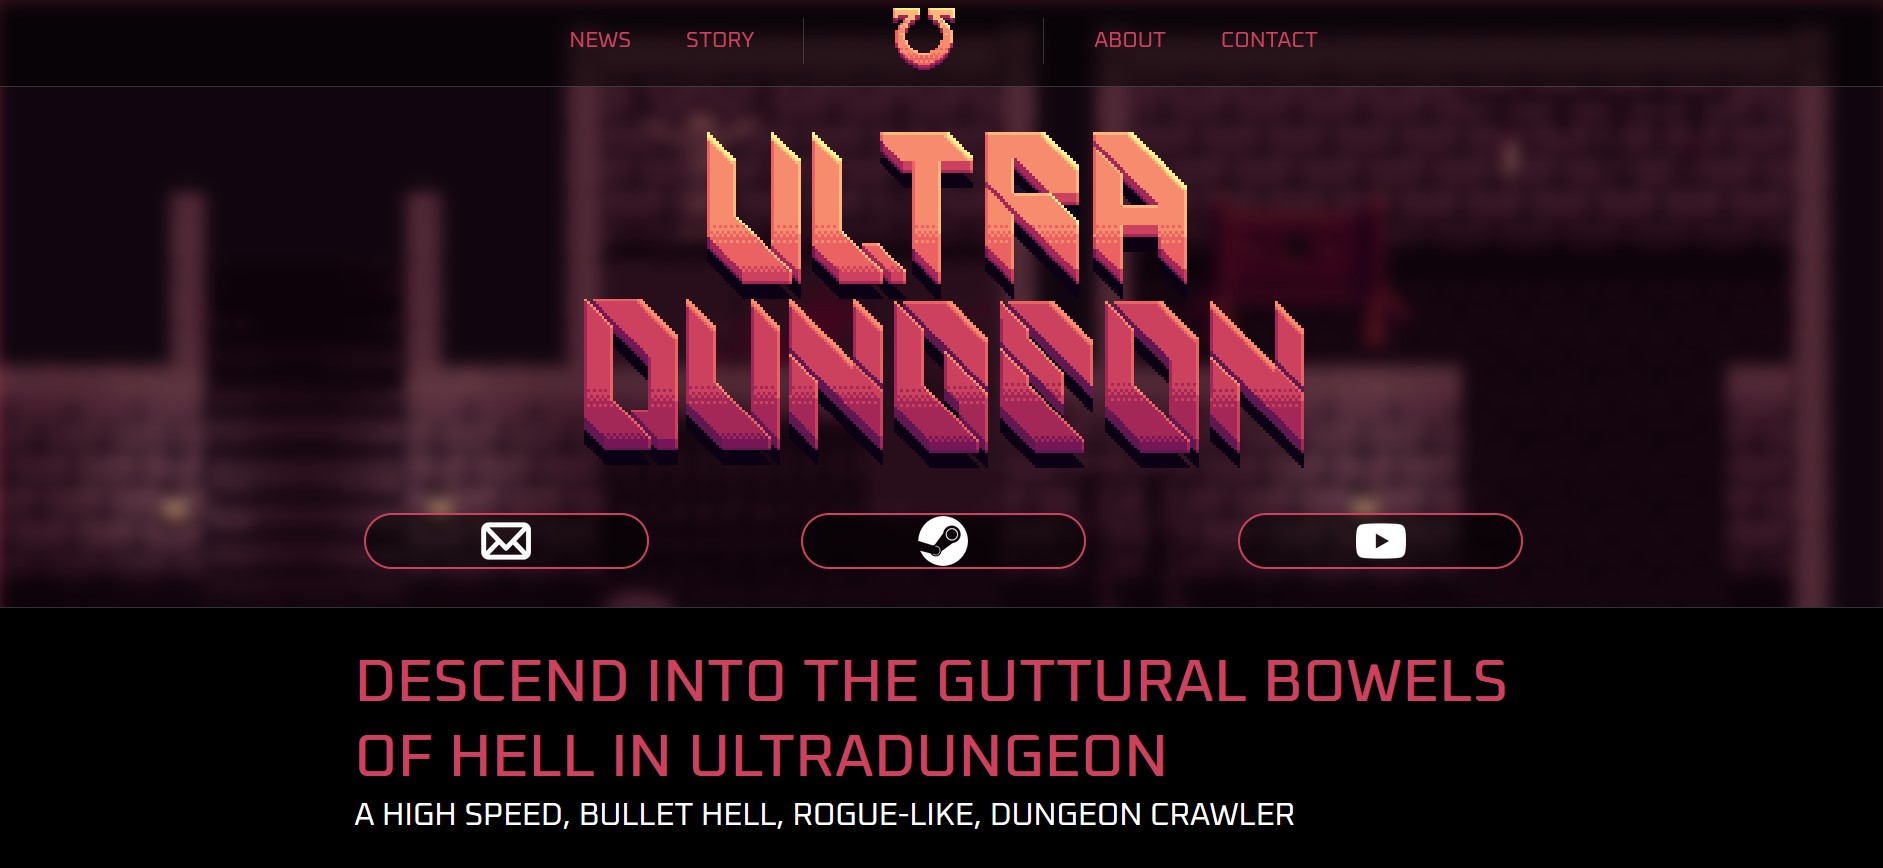 NEWS STORY ABOUT CONTACT
ULTRA
DUNGEON
DESCEND INTO THE GUTTURAL BOWELS
OF HELL IN ULTRADUNGEON
A HIGH SPEED, BULLET HELL, ROGUE-LIKE, DUNGEON CRAWLER